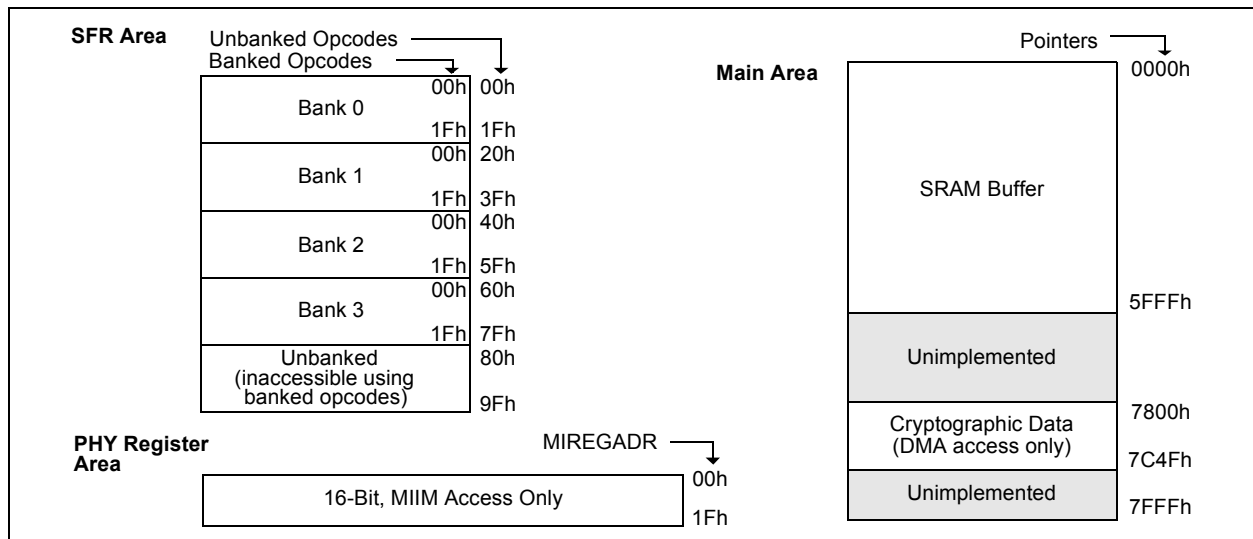 SFR Area
Unbanked Opcodes
Banked Opcodes
00h 00h
Bank 0
1Fh 1Fh
00h 20h
Bank 1
1Fh 3Fh
00h 40h
Bank 2
1Fh 5Fh
00h 60h
Bank 3
1Fh 7Fh
Unbanked 80h
(inaccessible using
banked opcodes) 9Fh
PHY Register
Area
MIREGADR
00h
16-Bit, MIIM Access Only
1Fh
Pointers
Main Area
0000h
SRAM Buffer
5FFFh
Unimplemented
7800h
Cryptographic Data
(DMA access only)
7C4Fh
Unimplemented
7FFFh